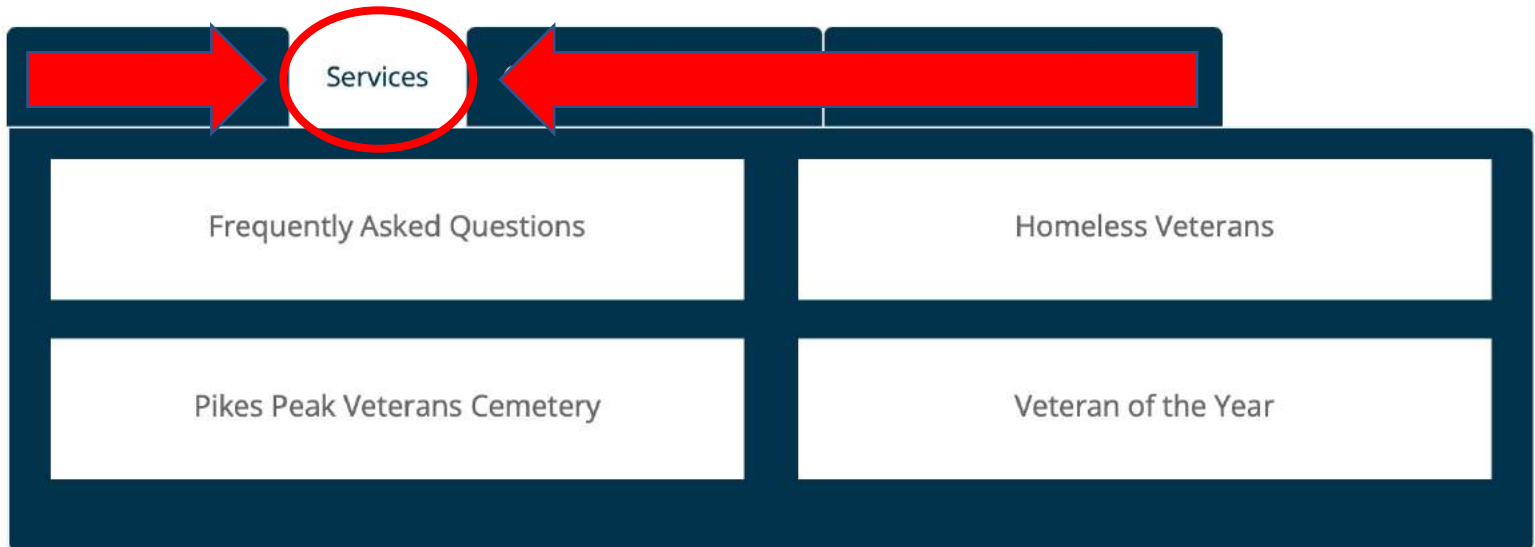 Services
Frequently Asked Questions
Homeless Veterans
Pikes Peak Veterans Cemetery
Veteran of the Year